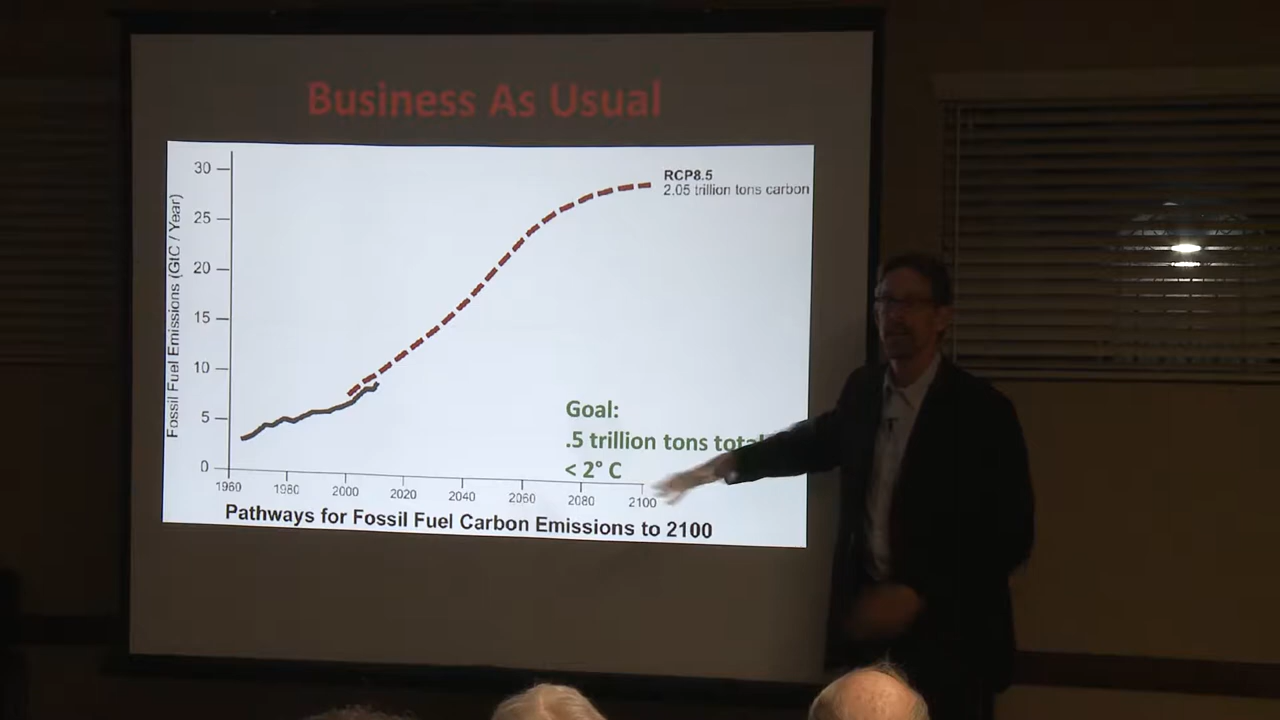 Business As Usual
30
25
20
15
10
5
0
Fossil Fuel Emissions (GtC / Year)
RCP8.5
2.05 trillion tons carbon
Goal:
.5 trillion tons total
< 2° C
1960 1980 2000 2020 2040 2060 2080 2100
Pathways for Fossil Fuel Carbon Emissions to 2100